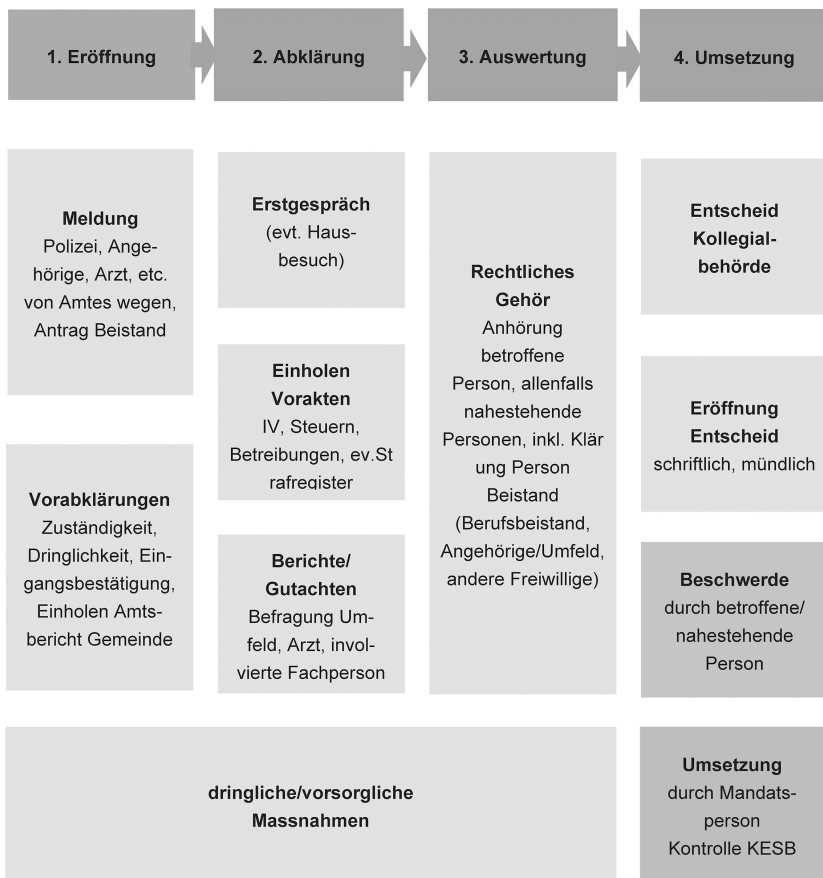 1. Eröffnung
2. Abklärung
3. Auswertung
4. Umsetzung
Meldung
Polizei, Ange-
hörige, Arzt, etc.
von Amtes wegen,
Antrag Beistand
Vorabklärungen
Zuständigkeit,
Dringlichkeit, Ein-
gangsbestätigung,
Einholen Amts-
bericht Gemeinde
Erstgespräch
(evt. Haus-
besuch)
Einholen
Vorakten
IV, Steuern,
Betreibungen, ev.St
rafregister
Berichte/
Gutachten
Befragung Um-
feld, Arzt, invol-
vierte Fachperson
Rechtliches
Gehör
Anhörung
betroffene
Person, allenfalls
nahestehende
Personen, inkl. Klär
ung Person
Beistand
(Berufsbeistand,
Angehörige/Umfeld,
andere Freiwillige)
Entscheid
Kollegial-
behörde
Eröffnung
Entscheid
schriftlich, mündlich
Beschwerde
durch betroffene/
nahestehende
Person
dringliche/vorsorgliche
Massnahmen
Umsetzung
durch Mandats-
person
Kontrolle KESB